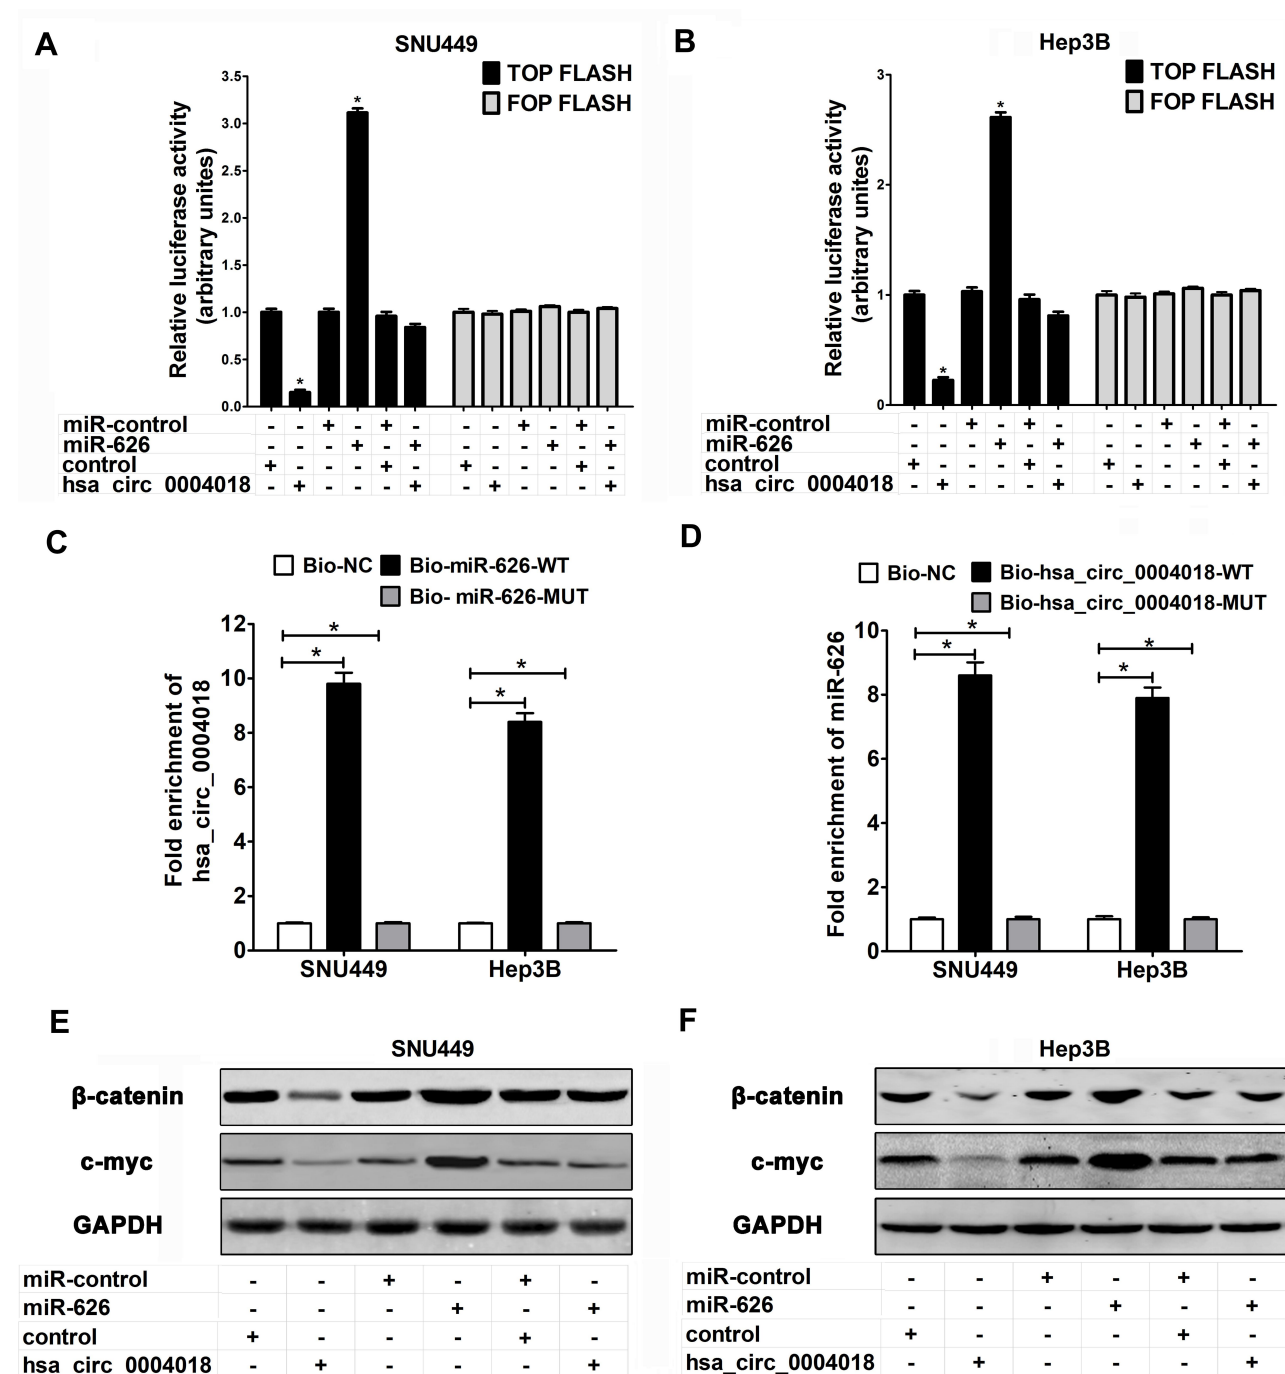 A
SNU449
TOP FLASH
FOP FLASH
Relative luciferase activity
(arbitrary unites)
3.5
3.0
2.5
2.0
1.5
1.0
0.5
0.0
*
*
miR-control - - + - + - - - + - + -
miR-626 - - - + - + - - - + - +
control + - - - + - + - - - + -
hsa_circ_0004018 - + - - - + - + - - - +
B
Hep3B
TOP FLASH
FOP FLASH
Relative luciferase activity
(arbitrary unites)
3
2
1
0
*
*
miR-control - - + - + - - - + - + -
miR-626 - - - + - + - - - + - +
control + - - - + - + - - - + -
hsa_circ_0004018 - + - - - + - + - - - +
C
Bio-NC Bio-miR-626-WT
Bio- miR-626-MUT
Fold enrichment of
hsa_circ_0004018
12
10
8
6
4
2
0
*
*
*
*
SNU449 Hep3B
D
Bio-NC Bio-hsa_circ_0004018-WT
Bio-hsa_circ_0004018-MUT
Fold enrichment of miR-626
10
8
6
4
2
0
*
*
*
*
SNU449 Hep3B
E
SNU449
β-catenin
c-myc
GAPDH
miR-control - - + - + -
miR-626 - - - + - +
control + - - - + -
hsa_circ_0004018 - + - - - +
F
Hep3B
β-catenin
c-myc
GAPDH
miR-control - - + - + -
miR-626 - - - + - +
control + - - - + -
hsa_circ_0004018 - + - - - +